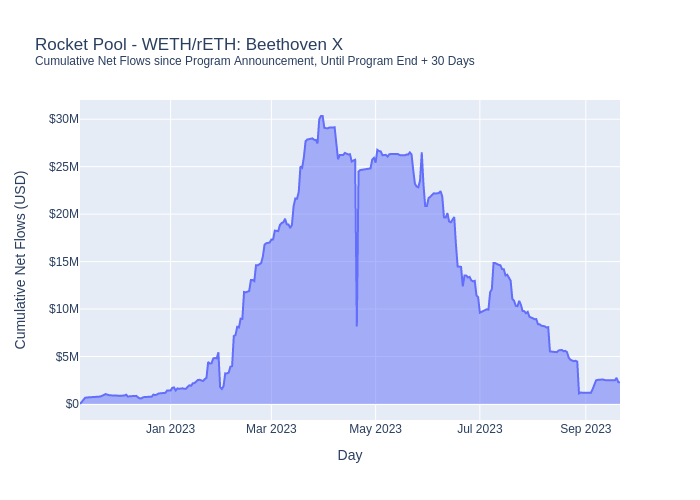 Rocket Pool - WETH/rETH: Beethoven X
Cumulative Net Flows since Program Announcement, Until Program End + 30 Days
$30M
$25M
$20M
$15M
$10M
$5M
$0
Cumulative Net Flows (USD)
Jan 2023
Mar 2023
May 2023
Jul 2023
Sep 2023
Day